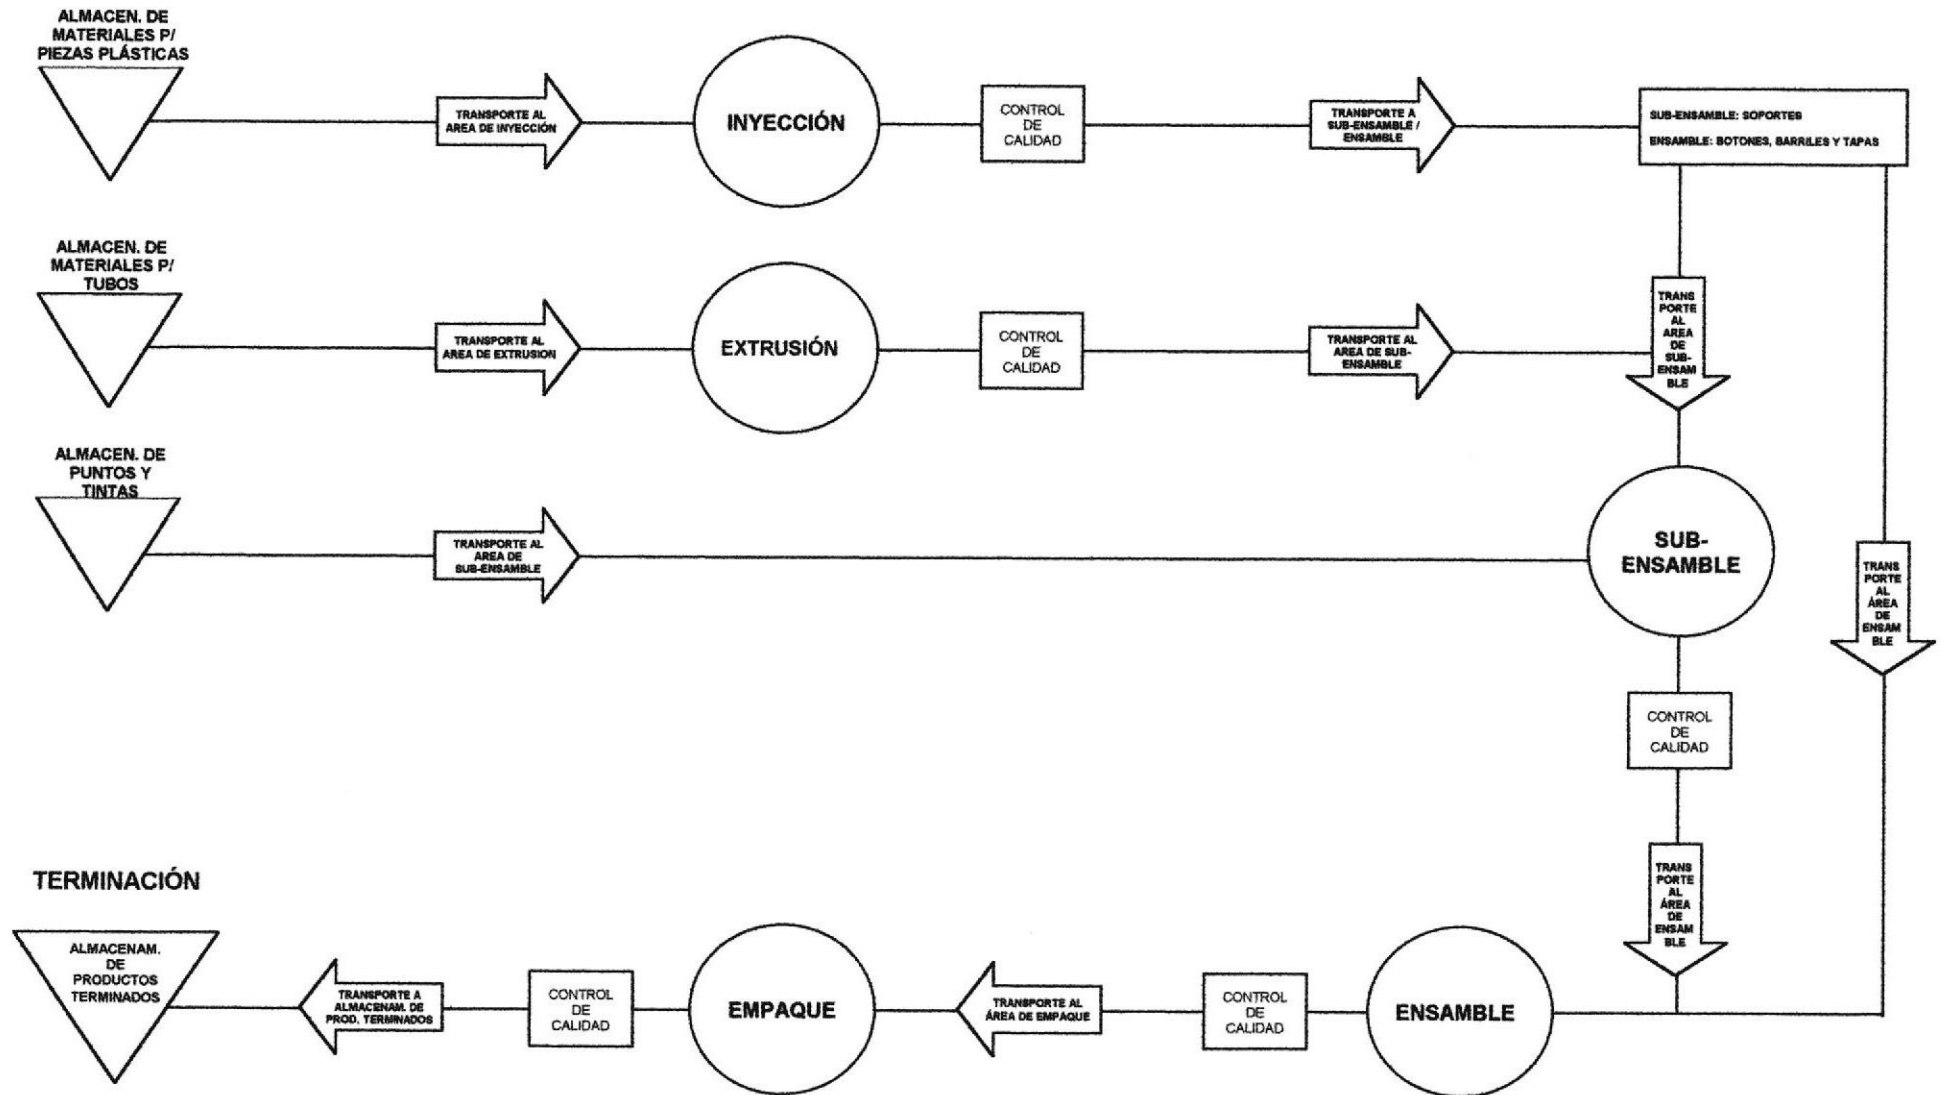 ALMACEN. DE
MATERIALES P/
PIEZAS PLÁSTICAS
TRANSPORTE AL
AREA DE INYECCIÓN
INYECCIÓN
CONTROL
DE
CALIDAD
TRANSPORTE A
SUB-ENSAMBLE /
ENSAMBLE
SUB-ENSAMBLE: SOPORTES
ENSAMBLE: BOTONES, BARRILES Y TAPAS
ALMACEN. DE
MATERIALES P/
TUBOS
TRANSPORTE AL
AREA DE EXTRUSION
EXTRUSIÓN
CONTROL
DE
CALIDAD
TRANSPORTE AL
AREA DE SUB-
ENSAMBLE
TRANS
PORTE
AL
AREA
DE
SUB-
ENSAM
BLE
ALMACEN. DE
PUNTOS Y
TINTAS
TRANSPORTE AL
AREA DE
SUB-ENSAMBLE
SUB-
ENSAMBLE
TRANS
PORTE
AL
ÁREA
DE
ENSAM
BLE
CONTROL
DE
CALIDAD
TRANS
PORTE
AL
ÁREA
DE
ENSAM
BLE
TERMINACIÓN
ALMACENAM.
DE
PRODUCTOS
TERMINADOS
TRANSPORTE A
ALMACENAM. DE
PROD. TERMINADOS
CONTROL
DE
CALIDAD
EMPAQUE
TRANSPORTE AL
ÁREA DE EMPAQUE
CONTROL
DE
CALIDAD
ENSAMBLE